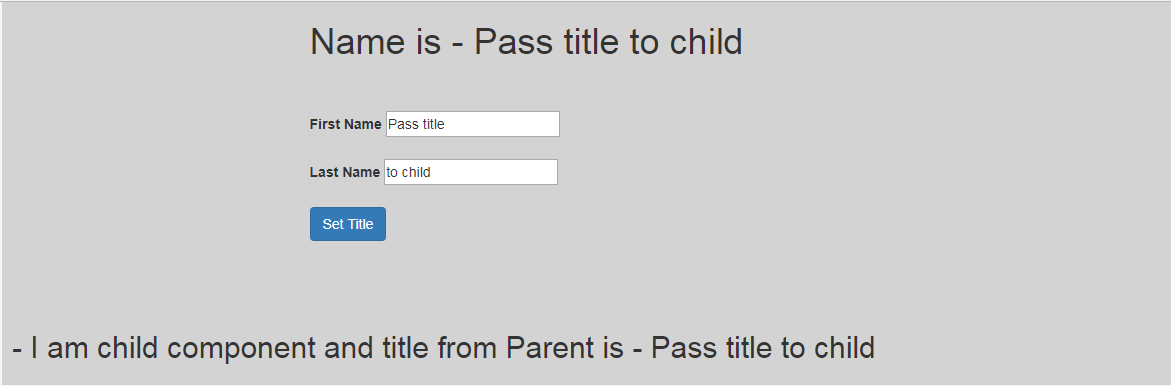 Name is - Pass title to child
First Name Pass title
Last Name to child
Set Title
- I am child component and title from Parent is - Pass title to child